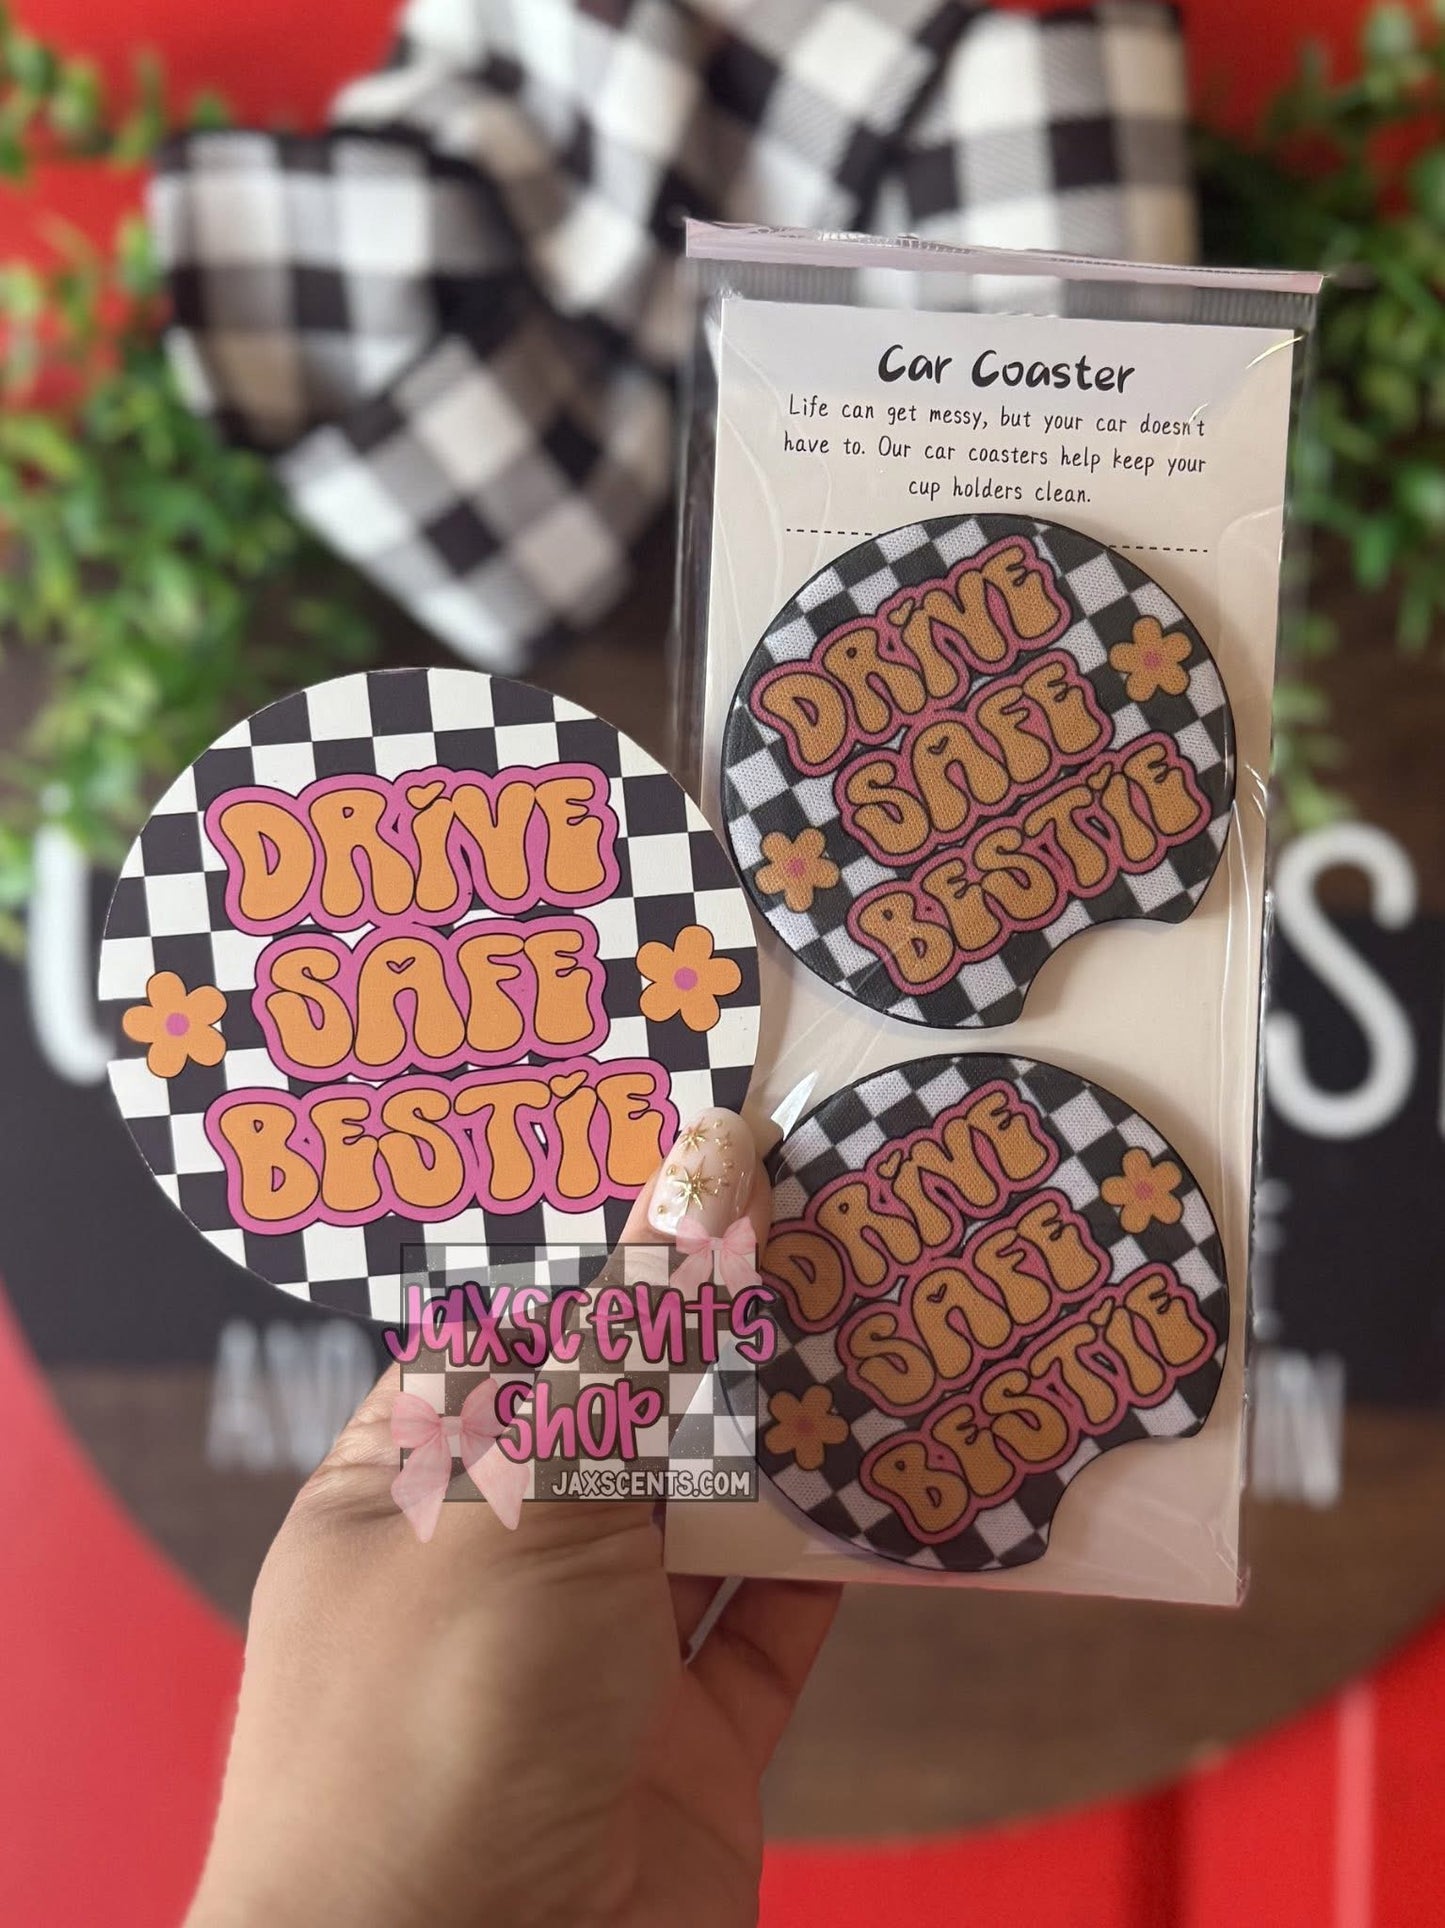 Car Coaster
Life can get messy, but your car doesn't
have to. Our car coasters help keep your
cup holders clean.
DRIVE
SAFE
BESTIE
DRIVE
SAFE
BESTIE
DRIVE
SAFE
BESTIE
Jaxscents
Shop
JAXSCENTS.COM